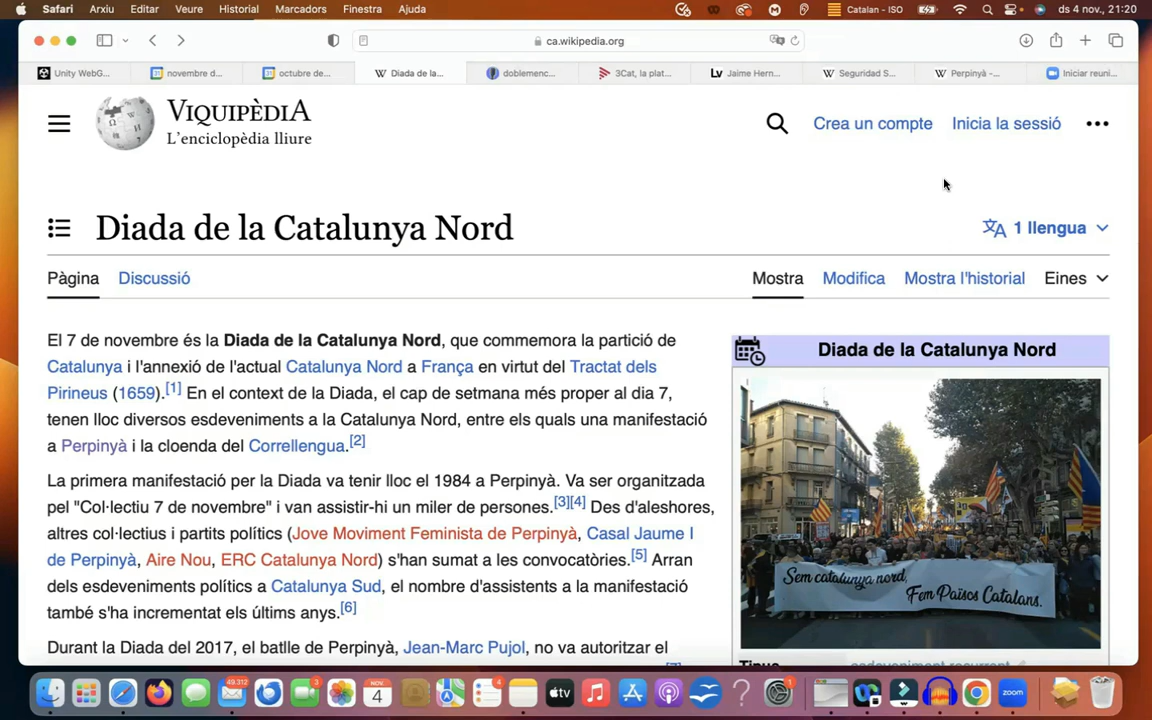 Safari Arxiu Editar Veure Historial Marcadors Finestra Ajuda Catalan - ISO ds 4 nov., 21:20
ca.wikipedia.org
Unity WebG... novembre d... octubre de... Diada de la... doblemenc... 3Cat, la plat... Jaime Hern... Seguridad S... Perpinyà -... Iniciar reuni...
VIQUIPÈDIA
L'enciclopèdia lliure
Crea un compte Inicia la sessió
Diada de la Catalunya Nord
1 llengua
Pàgina Discussió Mostra Modifica Mostra l'historial Eines
El 7 de novembre és la Diada de la Catalunya Nord, que commemora la partició de
Catalunya i l'annexió de l'actual Catalunya Nord a França en virtut del Tractat dels
Pirineus (1659).[1] En el context de la Diada, el cap de setmana més proper al dia 7,
tenen lloc diversos esdeveniments a la Catalunya Nord, entre els quals una manifestació
a Perpinyà i la cloenda del Correllengua.[2]
La primera manifestació per la Diada va tenir lloc el 1984 a Perpinyà. Va ser organitzada
pel "Col·lectiu 7 de novembre" i van assistir-hi un miler de persones.[3][4] Des d'aleshores,
altres col·lectius i partits polítics (Jove Moviment Feminista de Perpinyà, Casal Jaume I
de Perpinyà, Aire Nou, ERC Catalunya Nord) s'han sumat a les convocatòries.[5] Arran
dels esdeveniments polítics a Catalunya Sud, el nombre d'assistents a la manifestació
també s'ha incrementat els últims anys.[6]
Durant la Diada del 2017, el batlle de Perpinyà, Jean-Marc Pujol, no va autoritzar el
Diada de la Catalunya Nord
Sem catalunya nord,
Fem Països Catalans.
Tipus esdeveniment recurrent
49.312
3
NOV.
4
4
tv
1
zoom